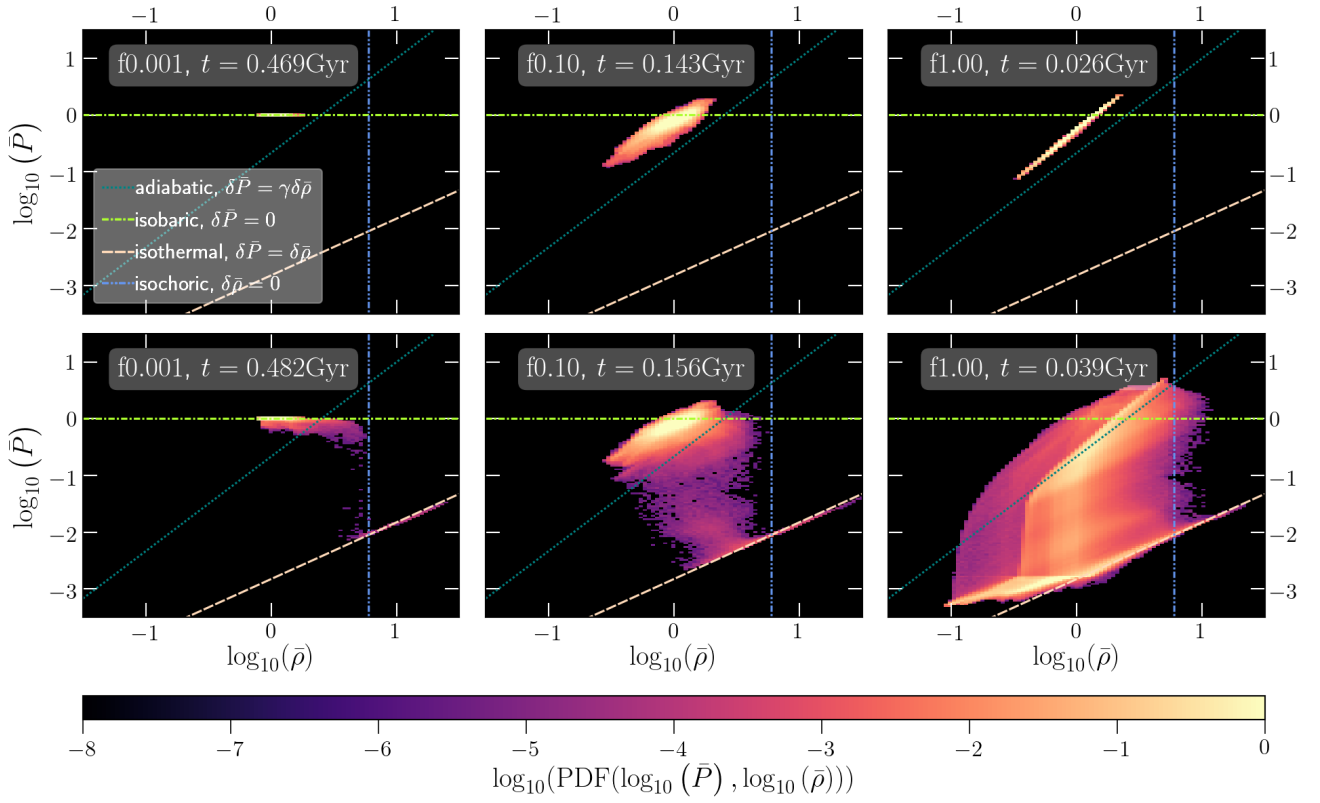 −1 0 1 −1 0 1 −1 0 1
f0.001, t = 0.469Gyr f0.10, t = 0.143Gyr f1.00, t = 0.026Gyr
1 1
0 0
−1 −1
−2 −2
−3 −3
log₁₀ (P̄)
adiabatic, δP̄ = γδρ̄
isobaric, δP̄ = 0
isothermal, δP̄ = δρ̄
isochoric, δρ̄ = 0
f0.001, t = 0.482Gyr f0.10, t = 0.156Gyr f1.00, t = 0.039Gyr
1 1
0 0
−1 −1
−2 −2
−3 −3
log₁₀ (P̄)
−1 0 1 −1 0 1 −1 0 1
log₁₀(ρ̄) log₁₀(ρ̄) log₁₀(ρ̄)
−8 −7 −6 −5 −4 −3 −2 −1 0
log₁₀(PDF(log₁₀ (P̄) , log₁₀ (ρ̄)))